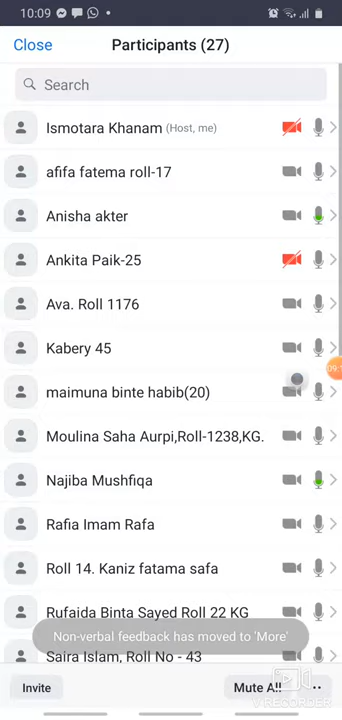 10:09
Close Participants (27)
Search
Ismotara Khanam (Host, me)
afifa fatema roll-17
Anisha akter
Ankita Paik-25
Ava. Roll 1176
Kabery 45
09:
maimuna binte habib(20)
Moulina Saha Aurpi,Roll-1238,KG.
Najiba Mushfiqa
Rafia Imam Rafa
Roll 14. Kaniz fatama safa
Rufaida Binta Sayed Roll 22 KG
Non-verbal feedback has moved to 'More'
Saira Islam, Roll No - 43
Invite Mute All
V RECORDER